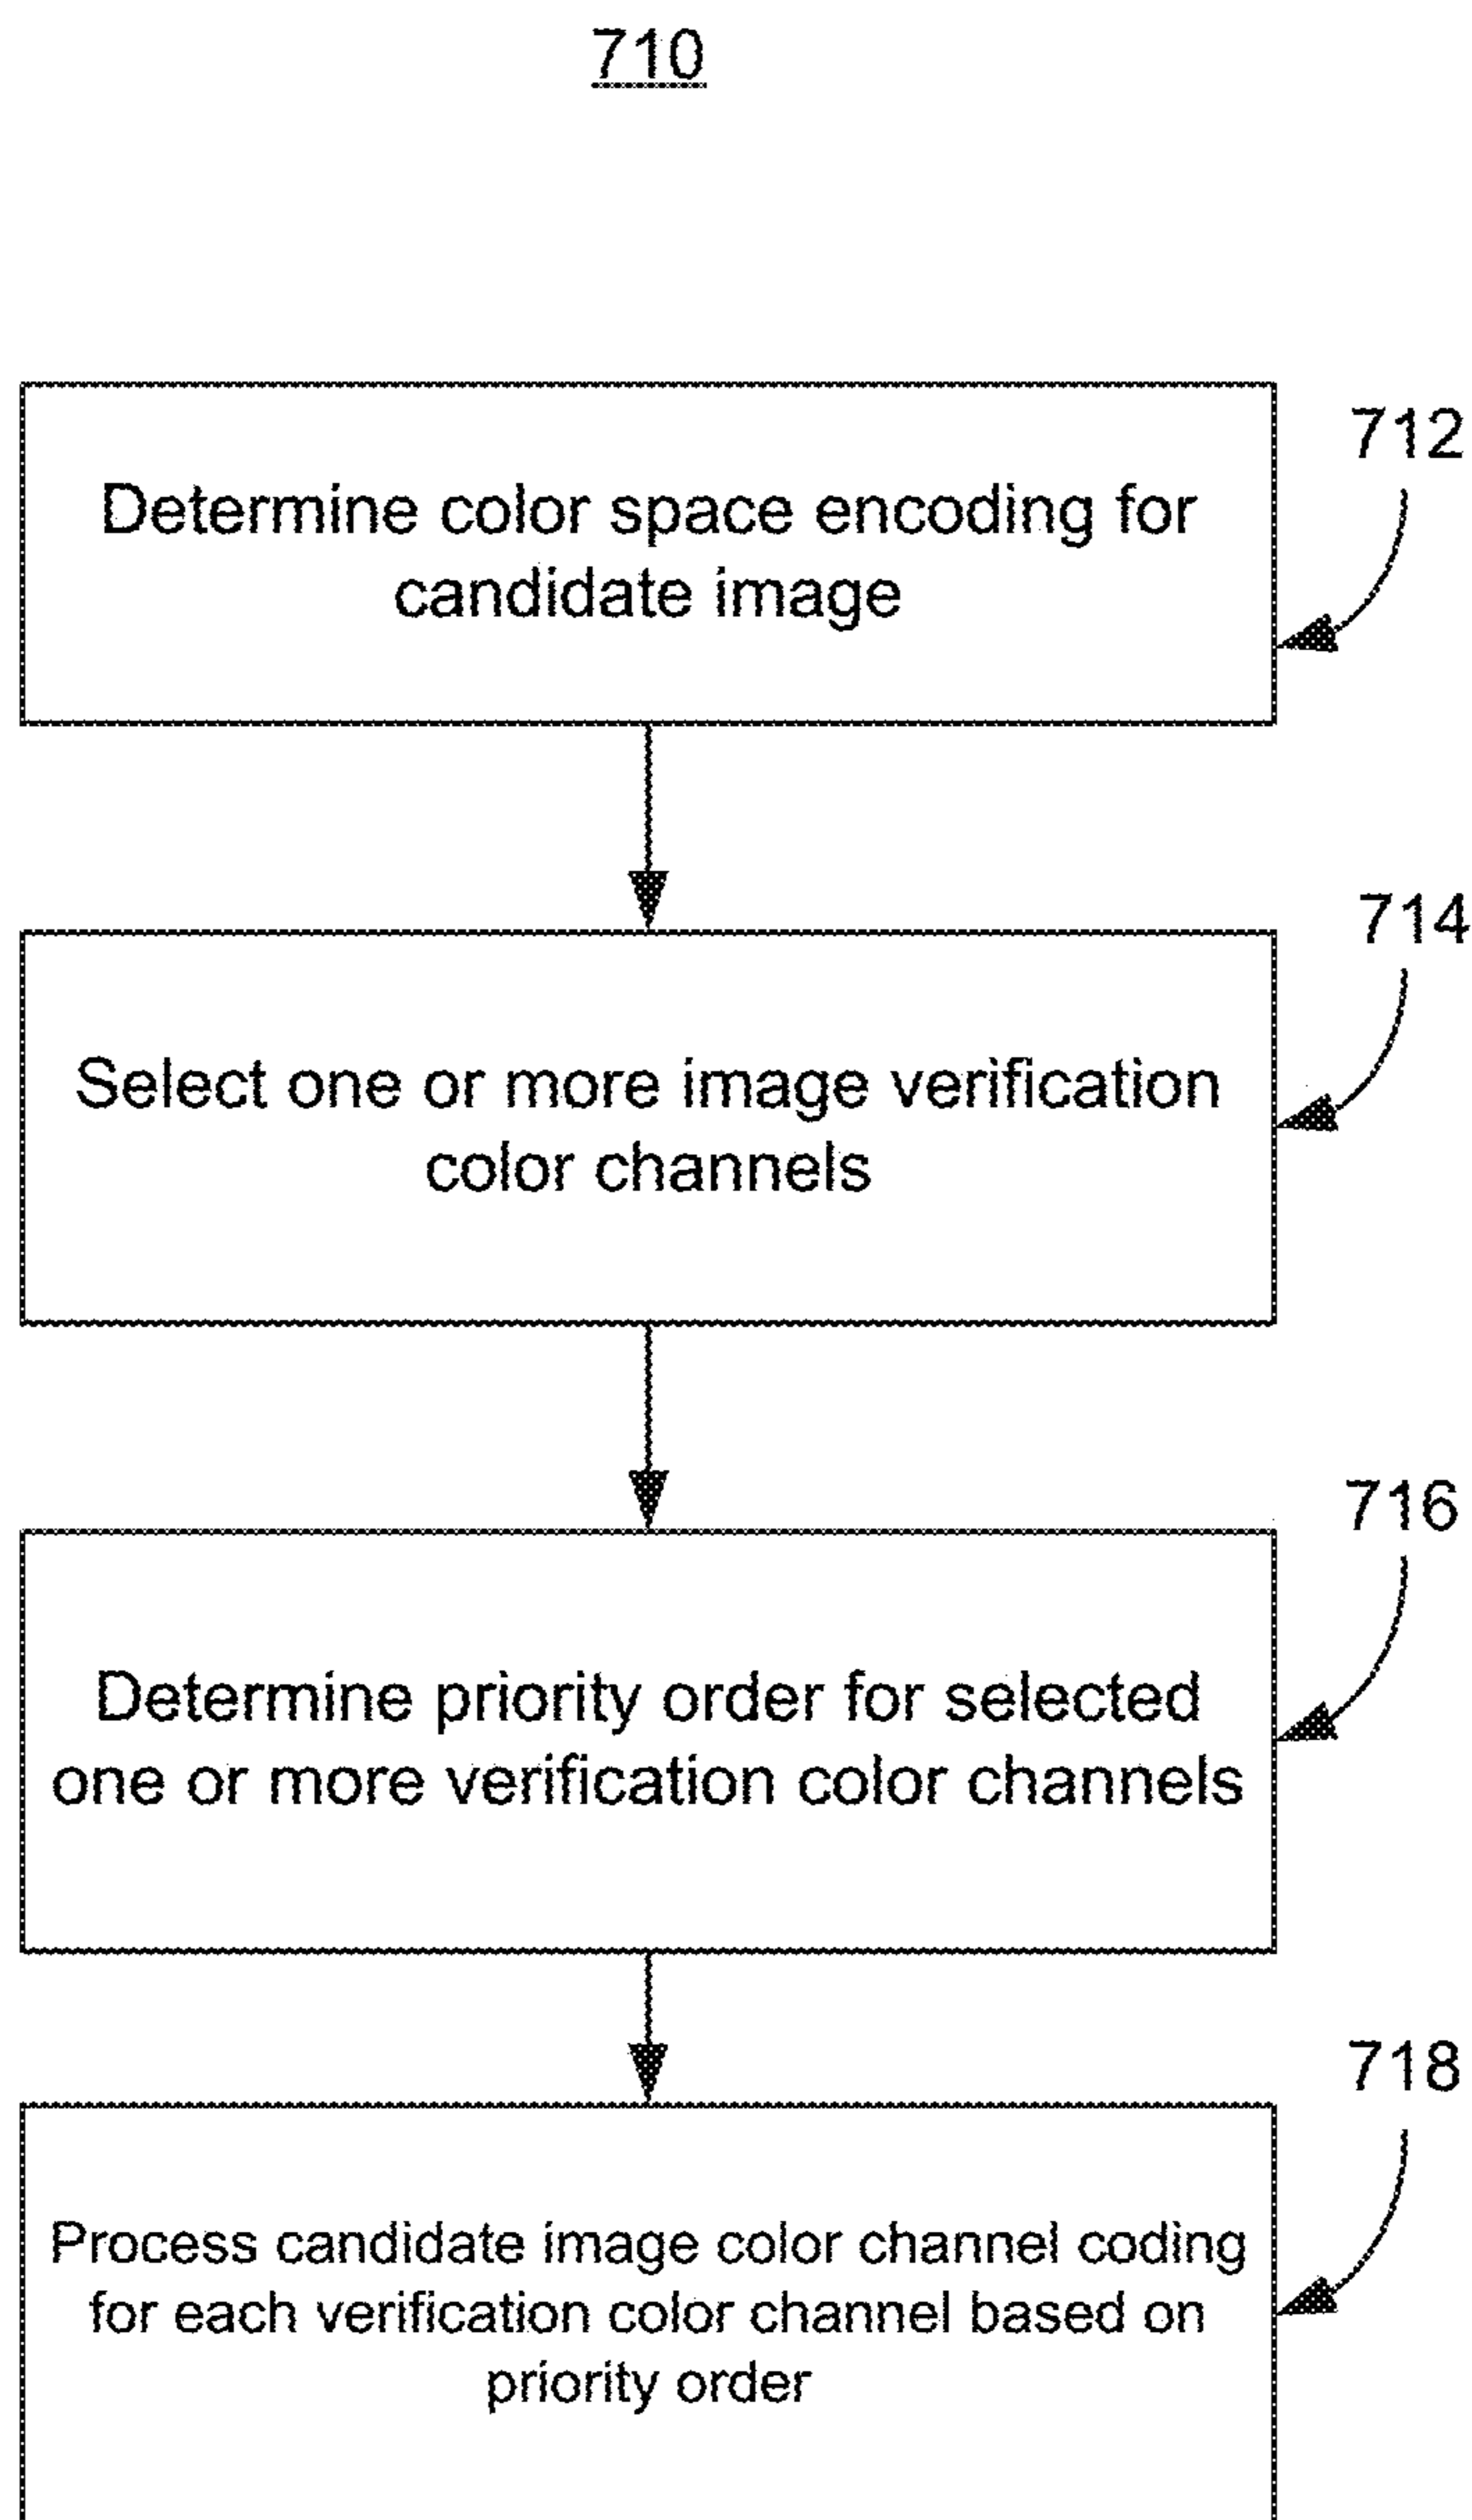 710
712
Determine color space encoding for
candidate image
714
Select one or more image verification
color channels
716
Determine priority order for selected
one or more verification color channels
718
Process candidate image color channel coding
for each verification color channel based on
priority order